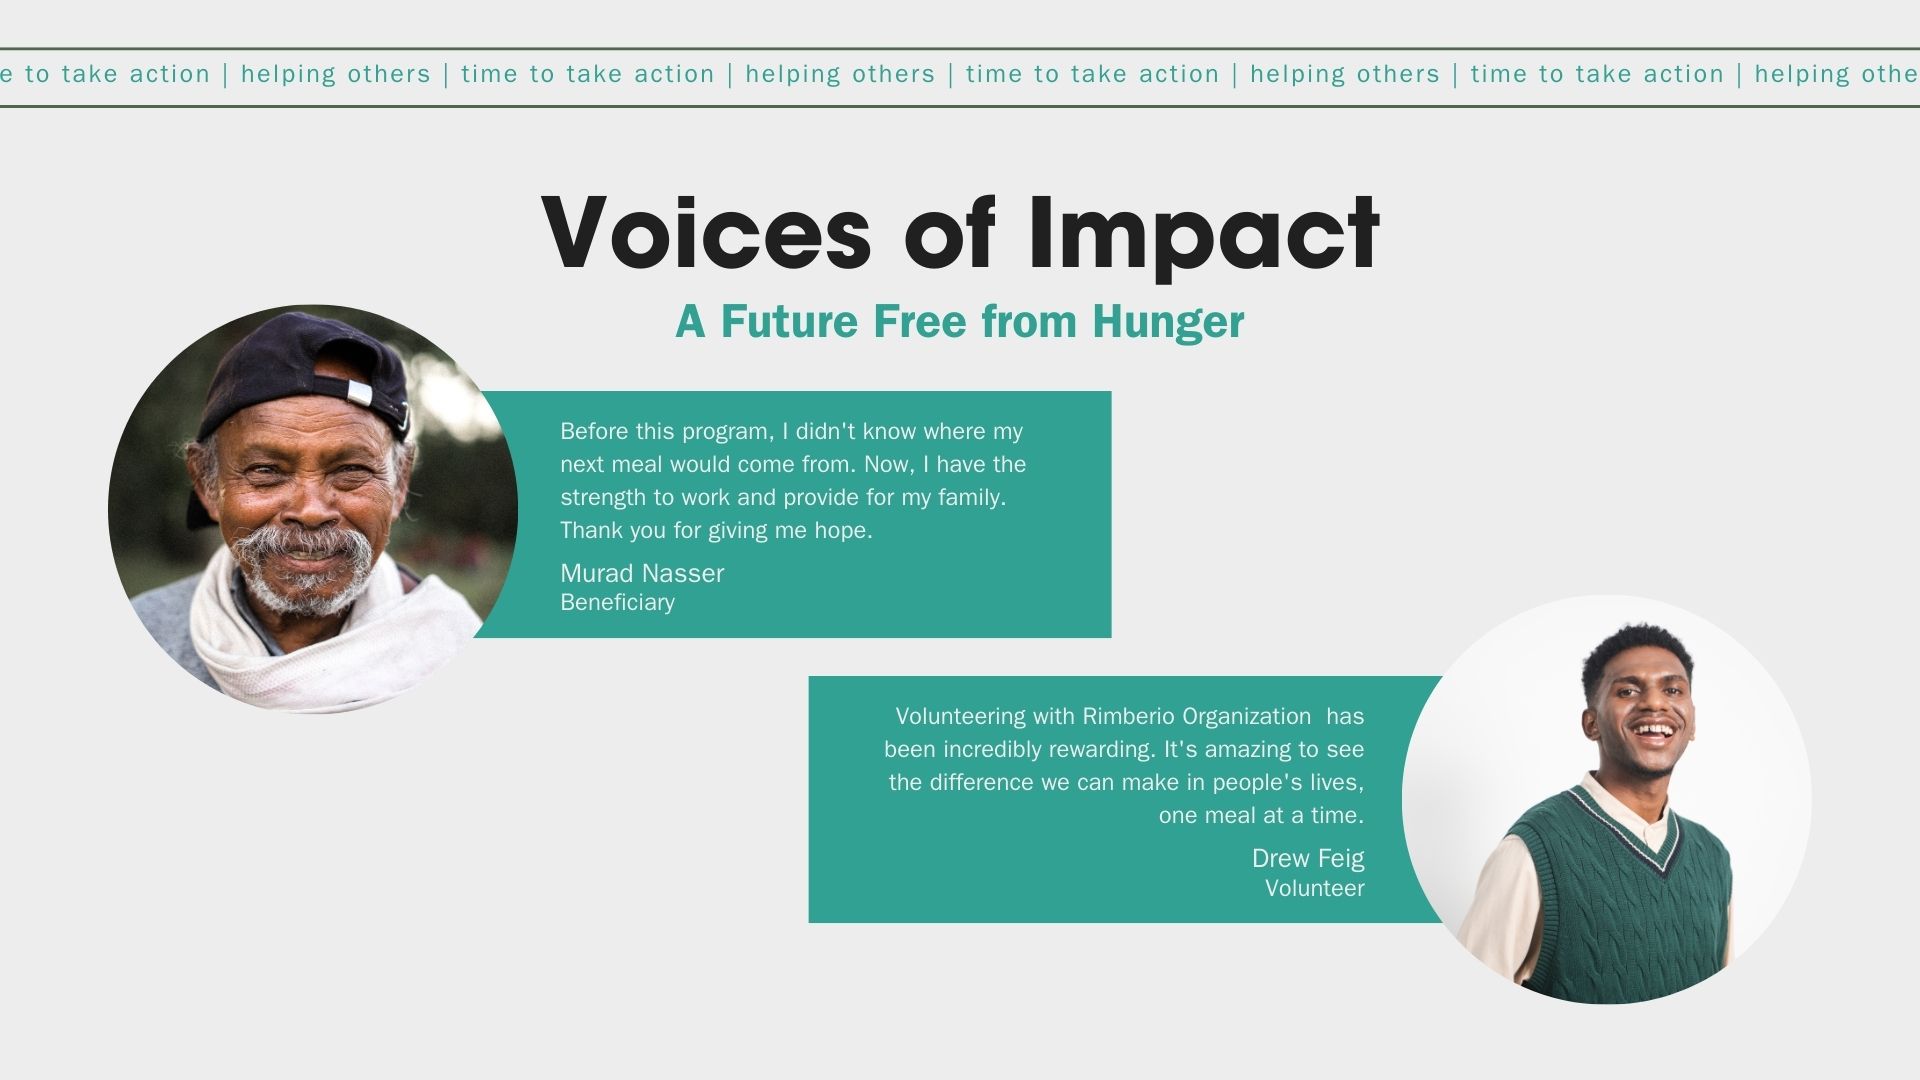 e to take action | helping others | time to take action | helping others | time to take action | helping others | time to take action | helping othe
Voices of Impact
A Future Free from Hunger
Before this program, I didn't know where my
next meal would come from. Now, I have the
strength to work and provide for my family.
Thank you for giving me hope.
Murad Nasser
Beneficiary
Volunteering with Rimberio Organization  has
been incredibly rewarding. It's amazing to see
the difference we can make in people's lives,
one meal at a time.
Drew Feig
Volunteer